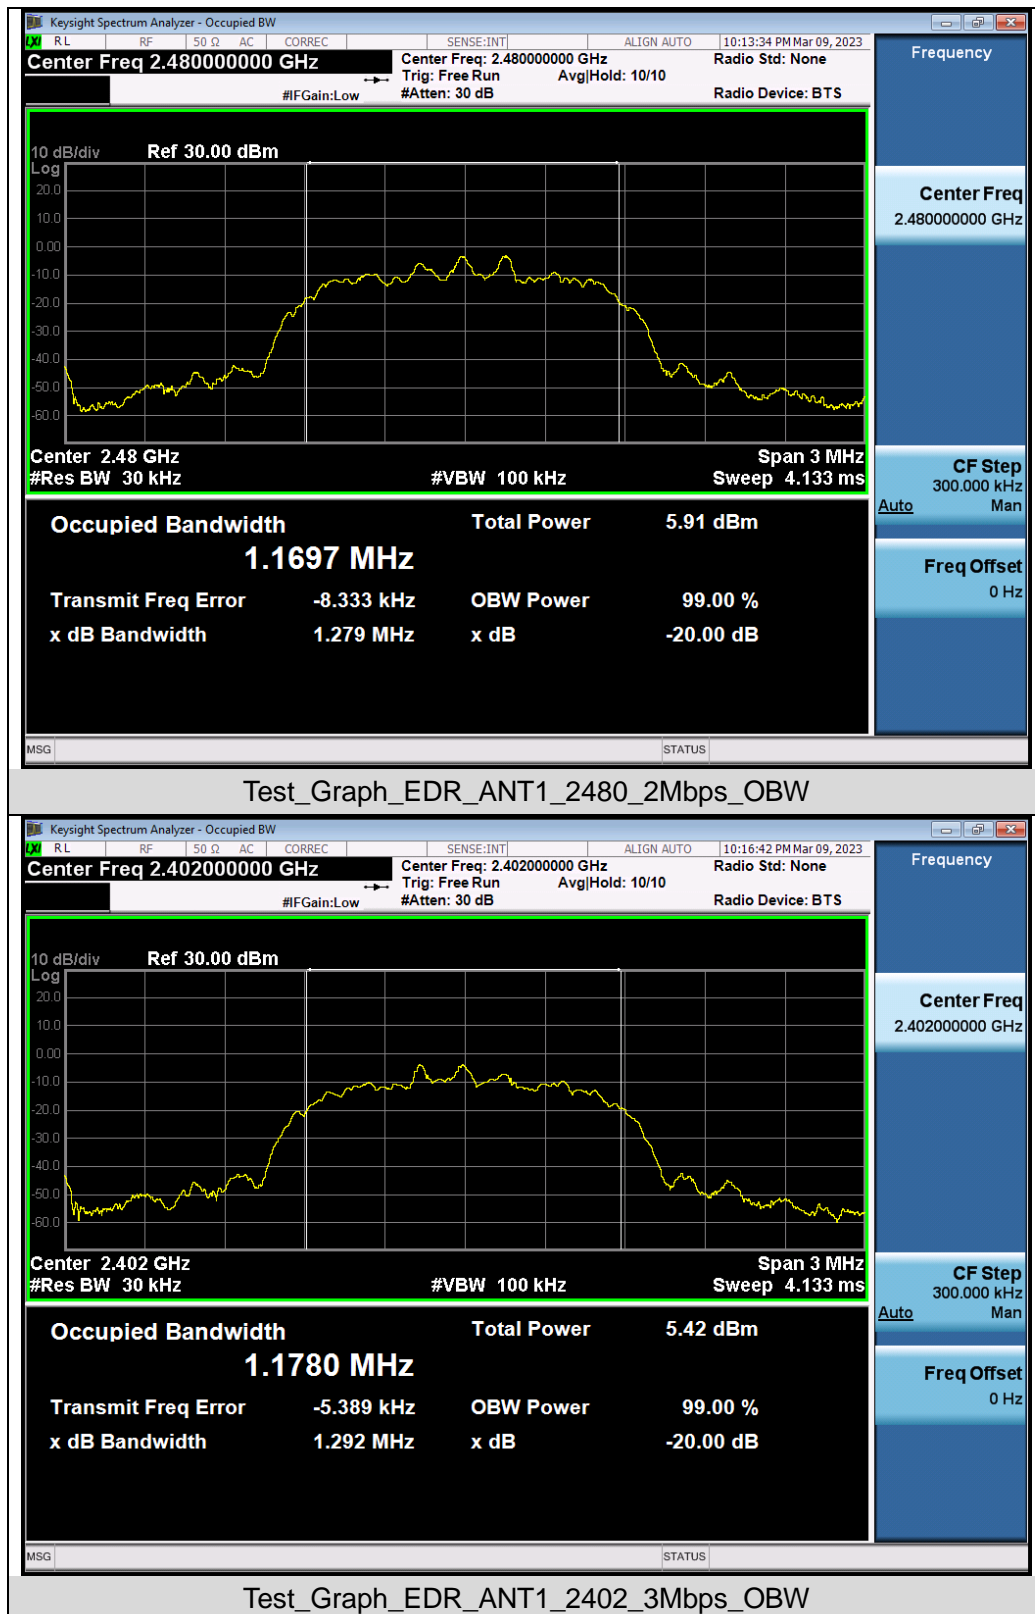 Keysight Spectrum Analyzer - Occupied BW
LXI RL RF 50 Ω AC CORREC SENSE:INT ALIGN AUTO 10:13:34 PM Mar 09, 2023
Center Freq 2.480000000 GHz
Center Freq: 2.480000000 GHz
Radio Std: None
Trig: Free Run Avg|Hold: 10/10
#IFGain:Low
#Atten: 30 dB
Radio Device: BTS
10 dB/div Ref 30.00 dBm
Log
20.0
10.0
0.00
-10.0
-20.0
-30.0
-40.0
-50.0
-60.0
Center 2.48 GHz Span 3 MHz
#Res BW 30 kHz #VBW 100 kHz Sweep 4.133 ms
Occupied Bandwidth Total Power 5.91 dBm
1.1697 MHz
Transmit Freq Error -8.333 kHz OBW Power 99.00 %
x dB Bandwidth 1.279 MHz x dB -20.00 dB
MSG STATUS
Frequency
Center Freq
2.480000000 GHz
CF Step
300.000 kHz
Auto Man
Freq Offset
0 Hz
Test_Graph_EDR_ANT1_2480_2Mbps_OBW
Keysight Spectrum Analyzer - Occupied BW
LXI RL RF 50 Ω AC CORREC SENSE:INT ALIGN AUTO 10:16:42 PM Mar 09, 2023
Center Freq 2.402000000 GHz
Center Freq: 2.402000000 GHz
Radio Std: None
Trig: Free Run Avg|Hold: 10/10
#IFGain:Low
#Atten: 30 dB
Radio Device: BTS
10 dB/div Ref 30.00 dBm
Log
20.0
10.0
0.00
-10.0
-20.0
-30.0
-40.0
-50.0
-60.0
Center 2.402 GHz Span 3 MHz
#Res BW 30 kHz #VBW 100 kHz Sweep 4.133 ms
Occupied Bandwidth Total Power 5.42 dBm
1.1780 MHz
Transmit Freq Error -5.389 kHz OBW Power 99.00 %
x dB Bandwidth 1.292 MHz x dB -20.00 dB
MSG STATUS
Frequency
Center Freq
2.402000000 GHz
CF Step
300.000 kHz
Auto Man
Freq Offset
0 Hz
Test_Graph_EDR_ANT1_2402_3Mbps_OBW